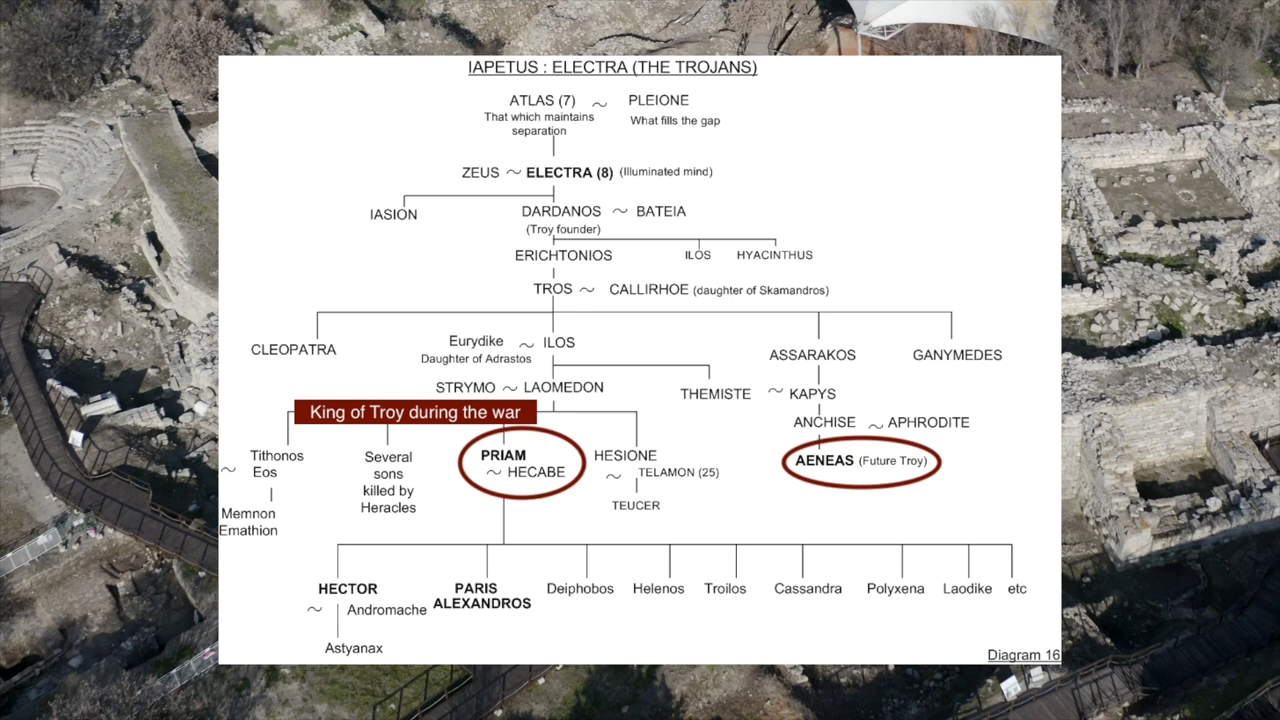 IAPETUS : ELECTRA (THE TROJANS)
ATLAS (7) ~ PLEIONE
That which maintains separation
What fills the gap
ZEUS ~ ELECTRA (8) (Illuminated mind)
IASION
DARDANOS ~ BATEIA
(Troy founder)
ERICHTONIOS
ILOS
HYACINTHUS
TROS ~ CALLIRHOE (daughter of Skamandros)
CLEOPATRA
Eurydike ~ ILOS
Daughter of Adrastos
ASSARAKOS
GANYMEDES
STRYMO ~ LAOMEDON
THEMISTE ~ KAPYS
King of Troy during the war
ANCHISE ~ APHRODITE
Tithonos
~ Eos
Memnon
Emathion
Several
sons
killed by
Heracles
PRIAM
~ HECABE
HESIONE
~ TELAMON (25)
TEUCER
AENEAS (Future Troy)
HECTOR
~ Andromache
Astyanax
PARIS
ALEXANDROS
Deiphobos
Helenos
Troilos
Cassandra
Polyxena
Laodike
etc
Diagram 16